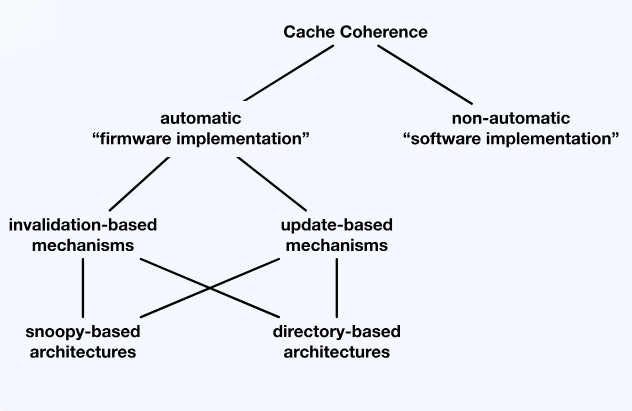 Cache Coherence
automatic
“firmware implementation”
non-automatic
“software implementation”
invalidation-based
mechanisms
update-based
mechanisms
snoopy-based
architectures
directory-based
architectures